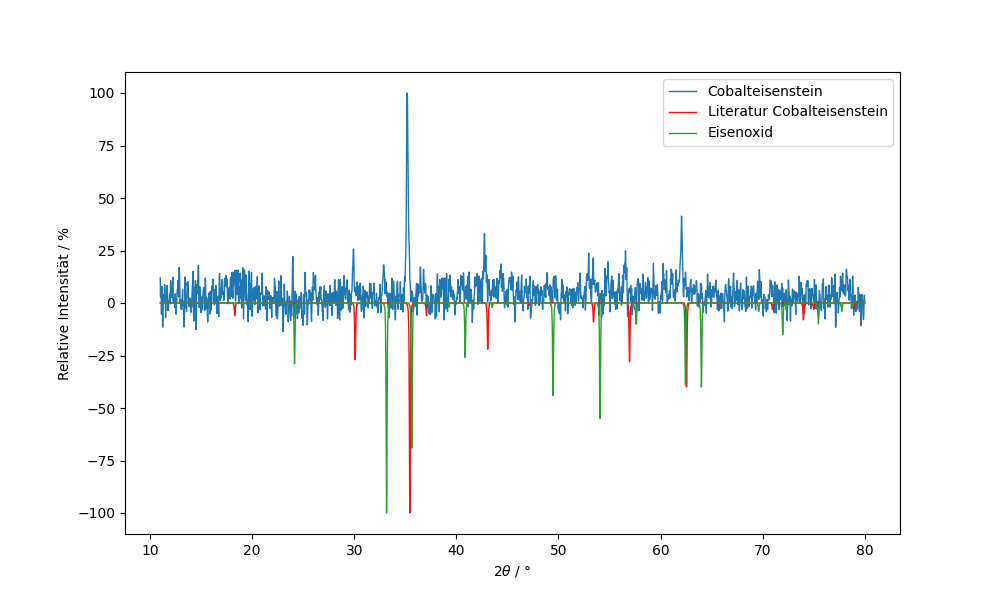 Cobalteisenstein
Literatur Cobalteisenstein
Eisenoxid
Relative Intensität / %
100
75
50
25
0
−25
−50
−75
−100
10 20 30 40 50 60 70 80
2θ / °